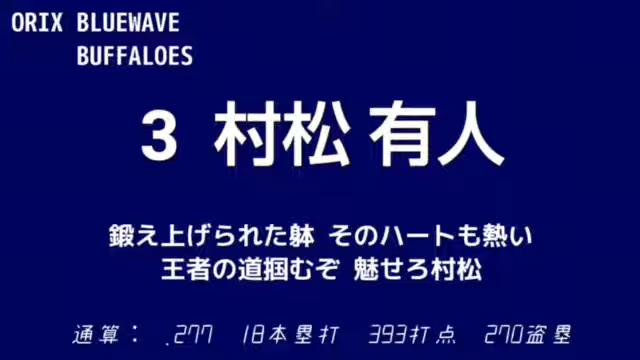 ORIX BLUEWAVE
BUFFALOES
3 村松 有人
鍛え上げられた躰 そのハートも熱い
王者の道掴むぞ 魅せろ村松
通算： .277 18本塁打 393打点 270盗塁